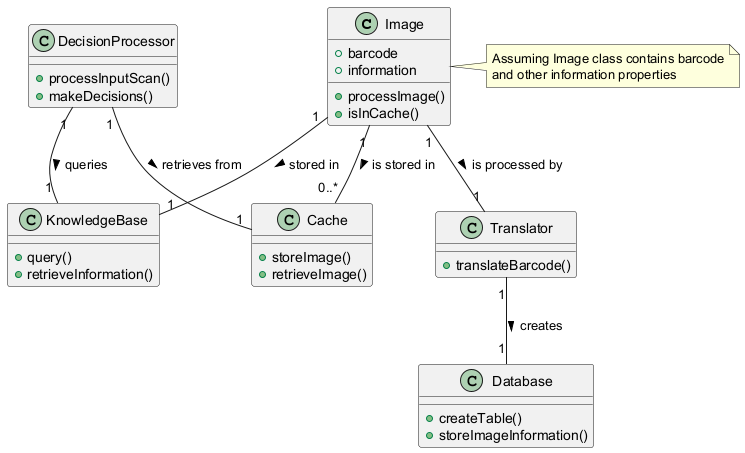 C DecisionProcessor
processInputScan()
makeDecisions()
C Image
barcode
information
processImage()
isInCache()
Assuming Image class contains barcode
and other information properties
1
1
1
1
1
queries
retrieves from
stored in
is stored in
is processed by
1
1
1
0..*
1
C KnowledgeBase
query()
retrieveInformation()
C Cache
storeImage()
retrieveImage()
C Translator
translateBarcode()
1
creates
1
C Database
createTable()
storeImageInformation()